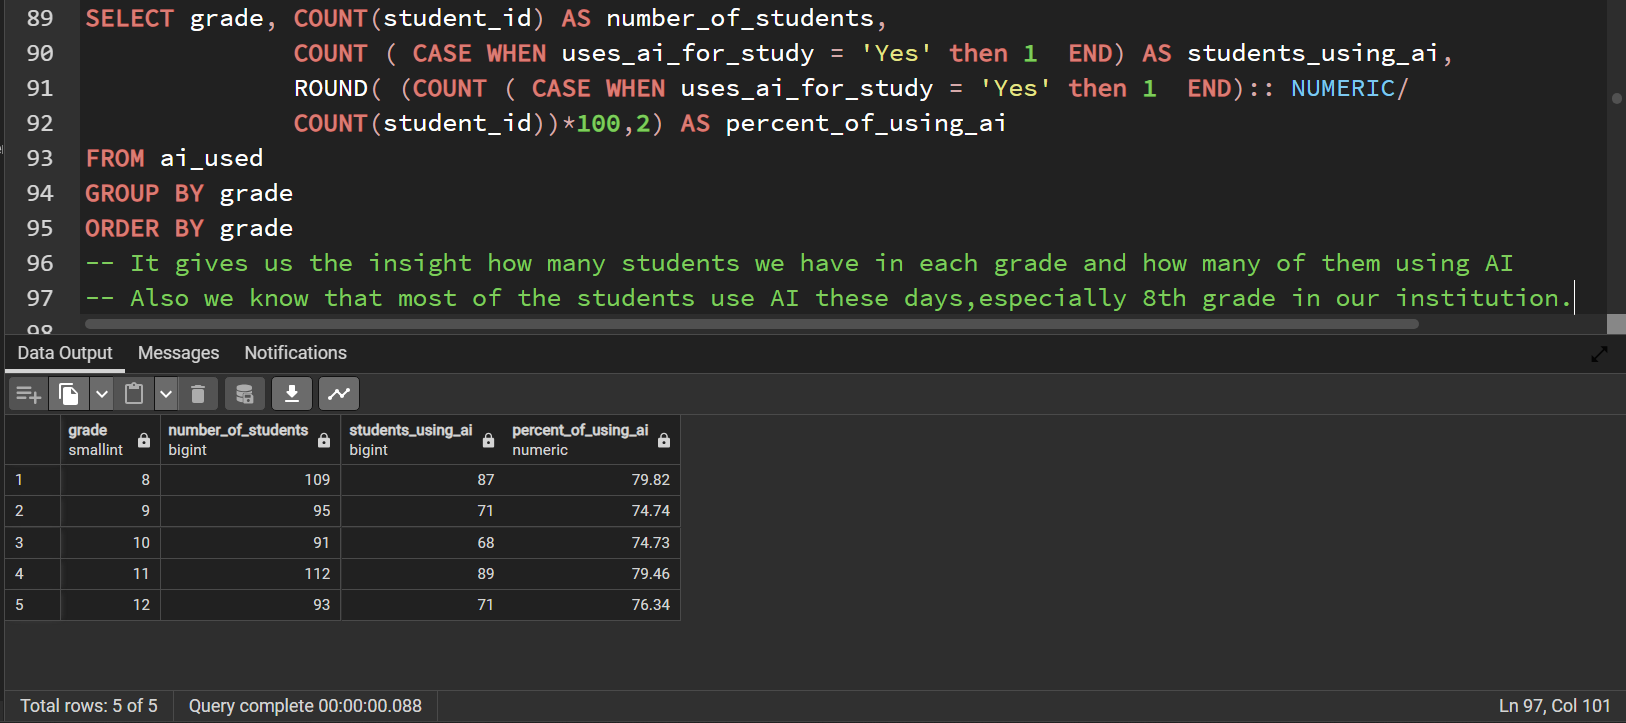 89 SELECT grade, COUNT(student_id) AS number_of_students,
90 COUNT ( CASE WHEN uses_ai_for_study = 'Yes' then 1 END) AS students_using_ai,
91 ROUND( (COUNT ( CASE WHEN uses_ai_for_study = 'Yes' then 1 END):: NUMERIC/
92 COUNT(student_id))*100,2) AS percent_of_using_ai
93 FROM ai_used
94 GROUP BY grade
95 ORDER BY grade
96 -- It gives us the insight how many students we have in each grade and how many of them using AI
97 -- Also we know that most of the students use AI these days,especially 8th grade in our institution.
98
Data Output Messages Notifications
grade number_of_students students_using_ai percent_of_using_ai
smallint bigint bigint numeric
1 8 109 87 79.82
2 9 95 71 74.74
3 10 91 68 74.73
4 11 112 89 79.46
5 12 93 71 76.34
Total rows: 5 of 5 Query complete 00:00:00.088 Ln 97, Col 101